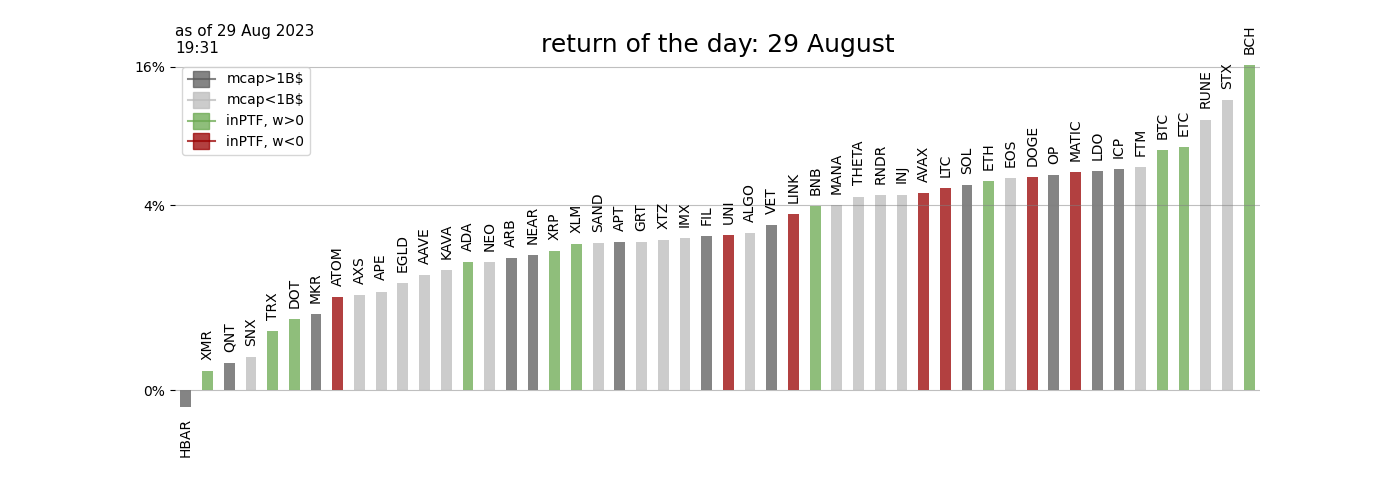 as of 29 Aug 2023
19:31
return of the day: 29 August
16%
4%
0%
mcap>1B$
mcap<1B$
inPTF, w>0
inPTF, w<0
HBAR
XMR
QNT
SNX
TRX
DOT
MKR
ATOM
AXS
APE
EGLD
AAVE
KAVA
ADA
NEO
ARB
NEAR
XRP
XLM
SAND
APT
GRT
XTZ
IMX
FIL
UNI
ALGO
VET
LINK
BNB
MANA
THETA
RNDR
INJ
AVAX
LTC
SOL
ETH
EOS
DOGE
OP
MATIC
LDO
ICP
FTM
BTC
ETC
RUNE
STX
BCH